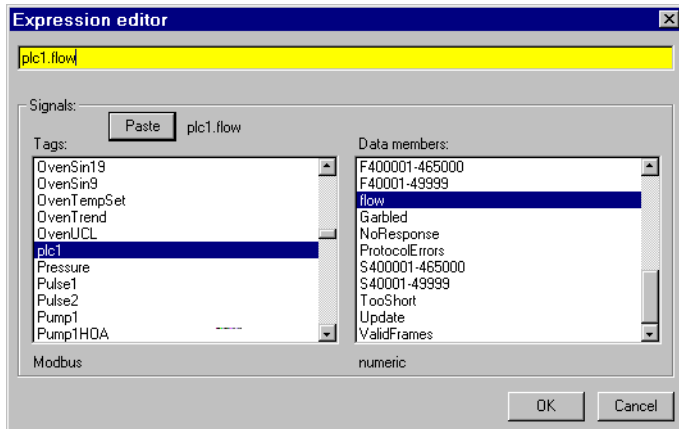 Expression editor
plc1.flow
Signals:
Paste plc1.flow
Tags:
OvenSin19
OvenSin9
OvenTempSet
OvenTrend
OvenUCL
plc1
Pressure
Pulse1
Pulse2
Pump1
Pump1HOA
Modbus
Data members:
F400001-465000
F40001-49999
flow
Garbled
NoResponse
ProtocolErrors
S400001-465000
S40001-49999
TooShort
Update
ValidFrames
numeric
OK Cancel